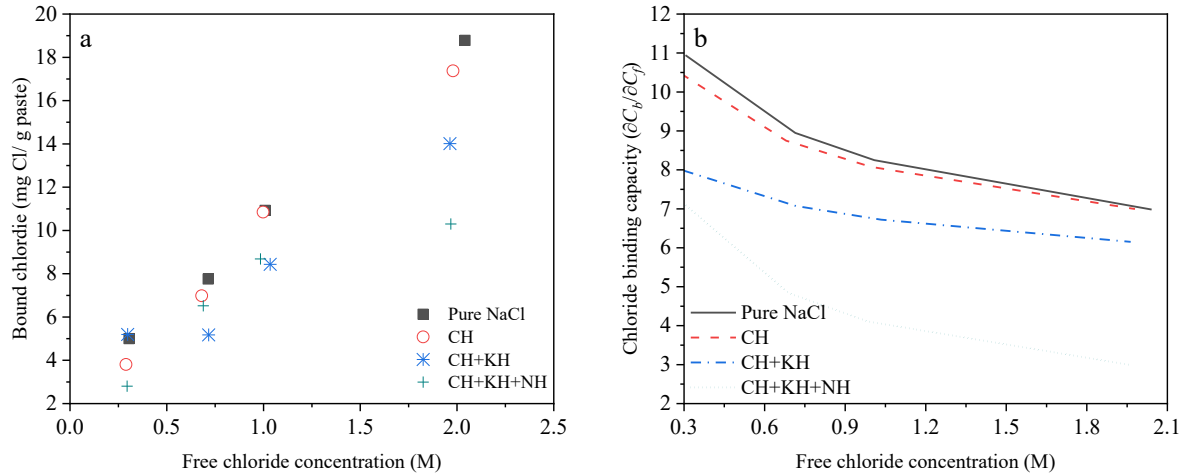 a
Bound chlordie (mg Cl/ g paste)
20
18
16
14
12
10
8
6
4
2
0.0 0.5 1.0 1.5 2.0 2.5
Free chloride concentration (M)
Pure NaCl
CH
CH+KH
CH+KH+NH
b
Chloride binding capacity (∂C_b/∂C_f)
12
11
10
9
8
7
6
5
4
3
2
0.3 0.6 0.9 1.2 1.5 1.8 2.1
Free chloride concentration (M)
Pure NaCl
CH
CH+KH
CH+KH+NH